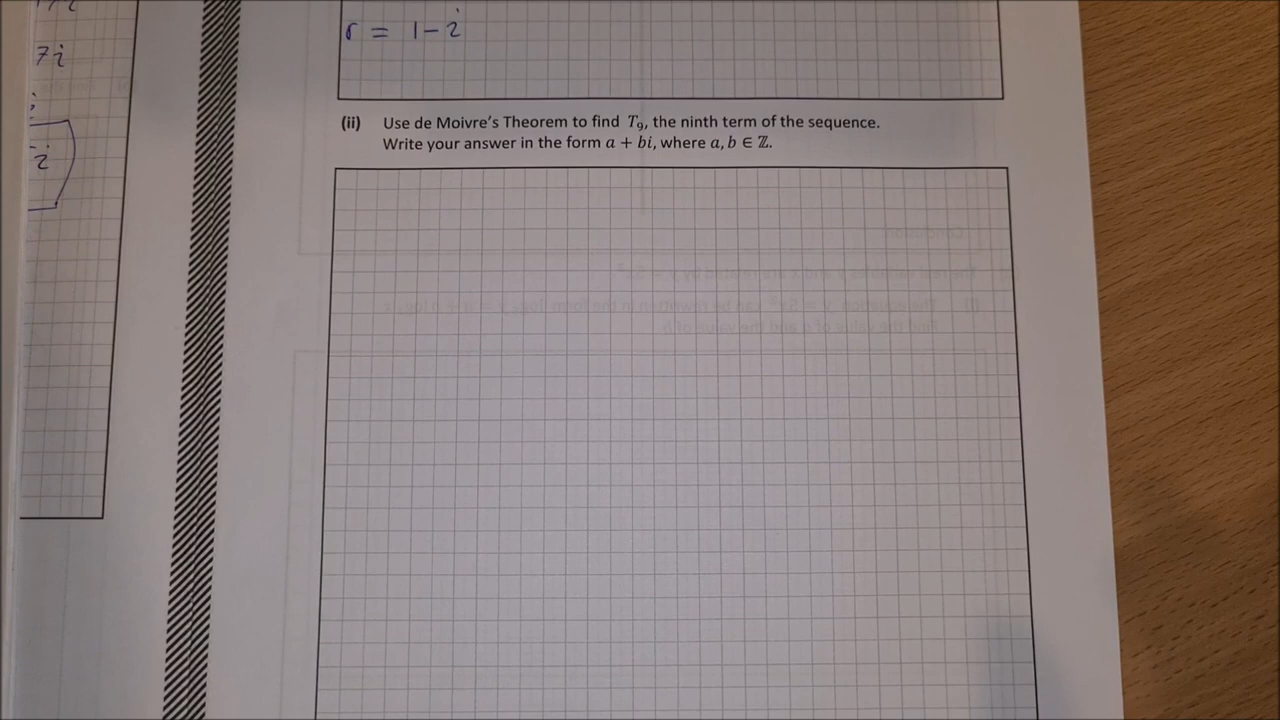 7i
i
r = 1 - i
(ii) Use de Moivre's Theorem to find T₉, the ninth term of the sequence.
Write your answer in the form a + bi, where a, b ∈ ℤ.